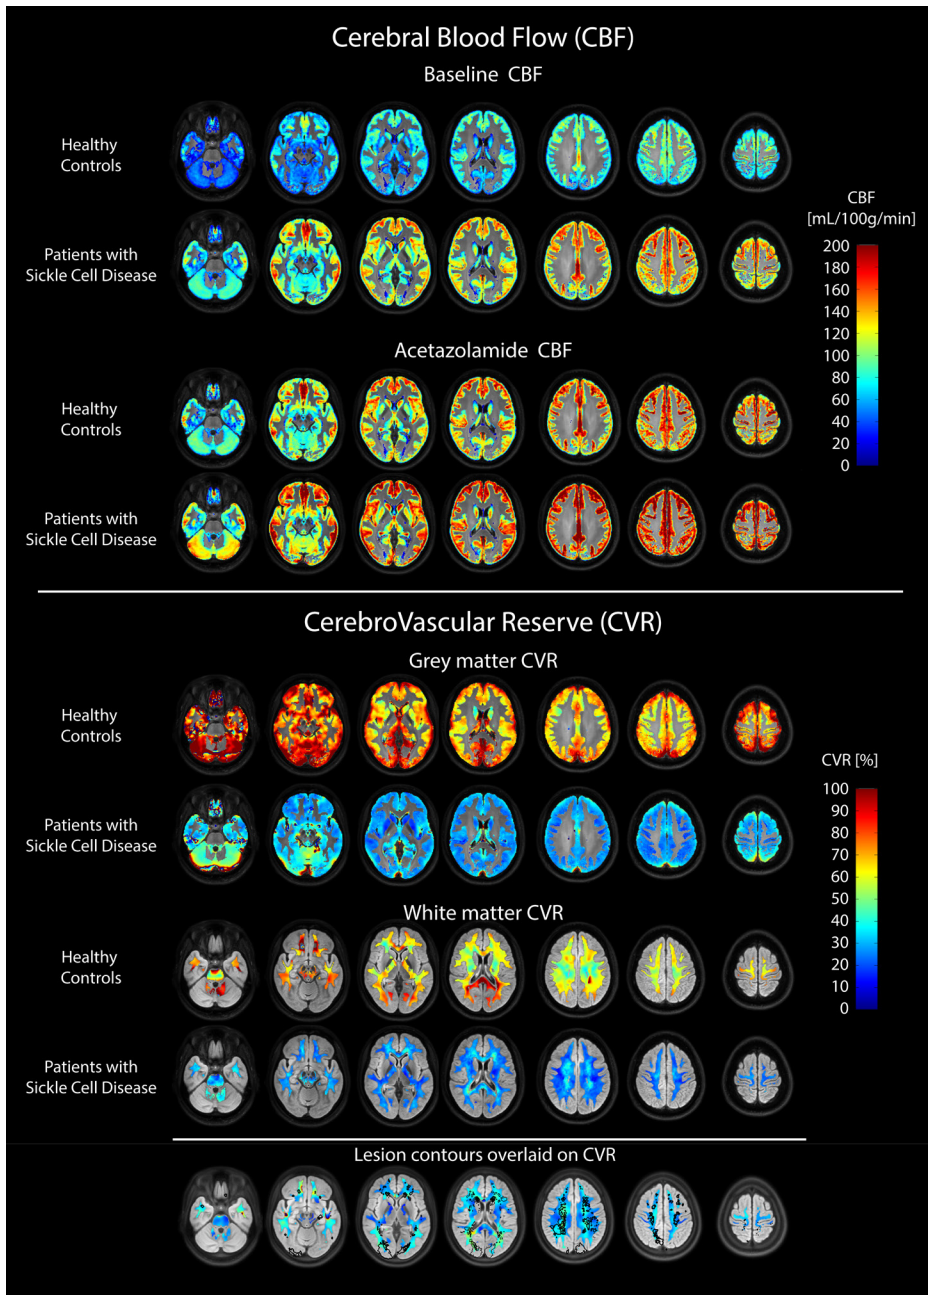 Cerebral Blood Flow (CBF)
Baseline CBF
Healthy
Controls
Patients with
Sickle Cell Disease
Acetazolamide CBF
Healthy
Controls
Patients with
Sickle Cell Disease
CBF
[mL/100g/min]
200
180
160
140
120
100
80
60
40
20
0
CerebroVascular Reserve (CVR)
Grey matter CVR
Healthy
Controls
Patients with
Sickle Cell Disease
White matter CVR
Healthy
Controls
Patients with
Sickle Cell Disease
CVR [%]
100
90
80
70
60
50
40
30
20
10
0
Lesion contours overlaid on CVR